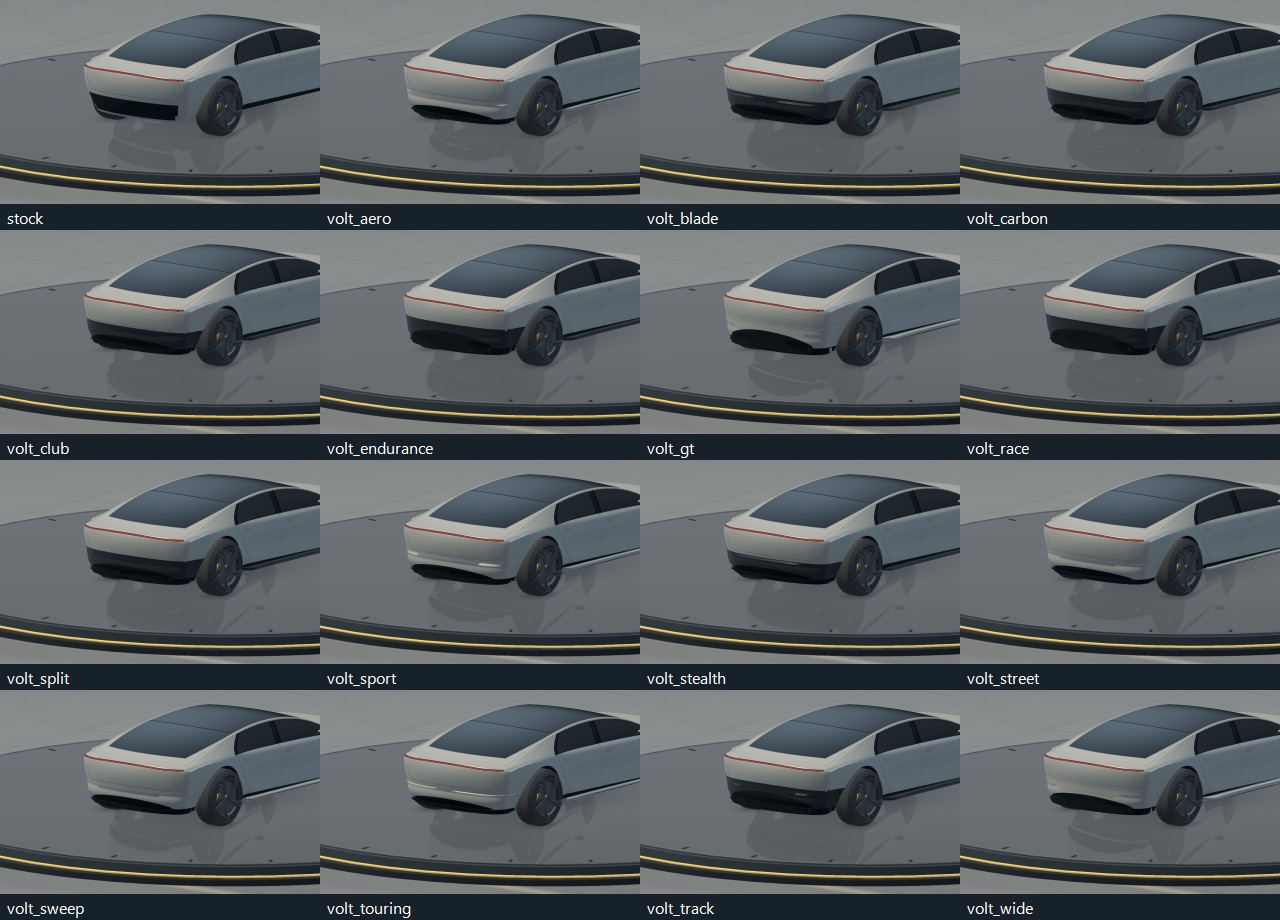 stock
volt_aero
volt_blade
volt_carbon
volt_club
volt_endurance
volt_gt
volt_race
volt_split
volt_sport
volt_stealth
volt_street
volt_sweep
volt_touring
volt_track
volt_wide